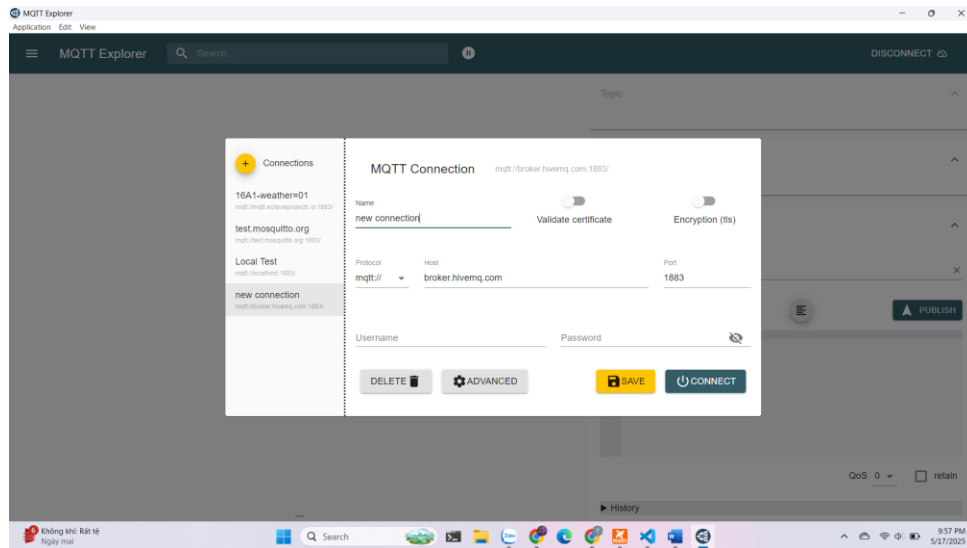 MQTT Explorer
Application Edit View
MQTT Explorer
Search...
DISCONNECT
Topic
Connections
16A1-weather=01
mqtt://mqtt.eclipseprojects.io:1883/
test.mosquitto.org
mqtt://test.mosquitto.org:1883/
Local Test
mqtt://localhost:1883/
new connection
mqtt://broker.hivemq.com:1883/
MQTT Connection mqtt://broker.hivemq.com:1883/
Name
new connection
Validate certificate
Encryption (tls)
Protocol Host Port
mqtt:// broker.hivemq.com 1883
Username Password
DELETE ADVANCED SAVE CONNECT
PUBLISH
QoS 0 retain
History
6
Không khí: Rất tệ
Ngày mai
Search
Zalo
9:57 PM
5/17/2025